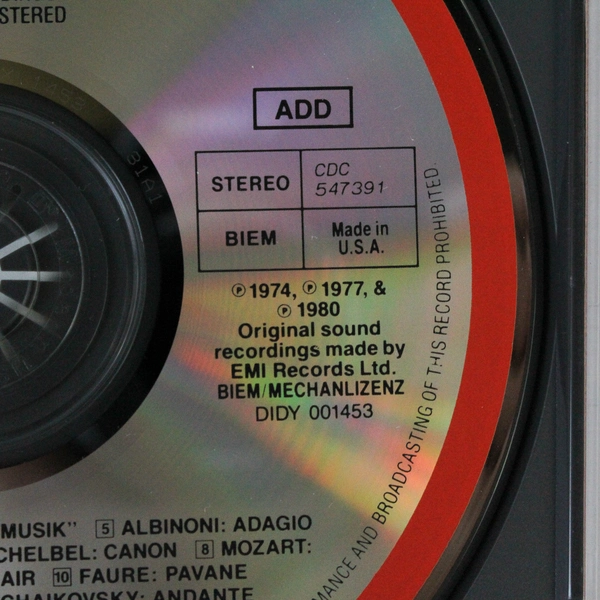 STERED
ADD
STEREO
CDC
547391
BIEM
Made in
U.S.A.
℗ 1974, ℗ 1977, &
℗ 1980
Original sound
recordings made by
EMI Records Ltd.
BIEM/MECHANLIZENZ
DIDY 001453
MANCE AND BROADCASTING OF THIS RECORD PROHIBITED.
MUSIK" 5 ALBINONI: ADAGIO
CHELBEL: CANON 8 MOZART:
AIR 10 FAURE: PAVANE
CHAIKOVSKY: ANDANTE